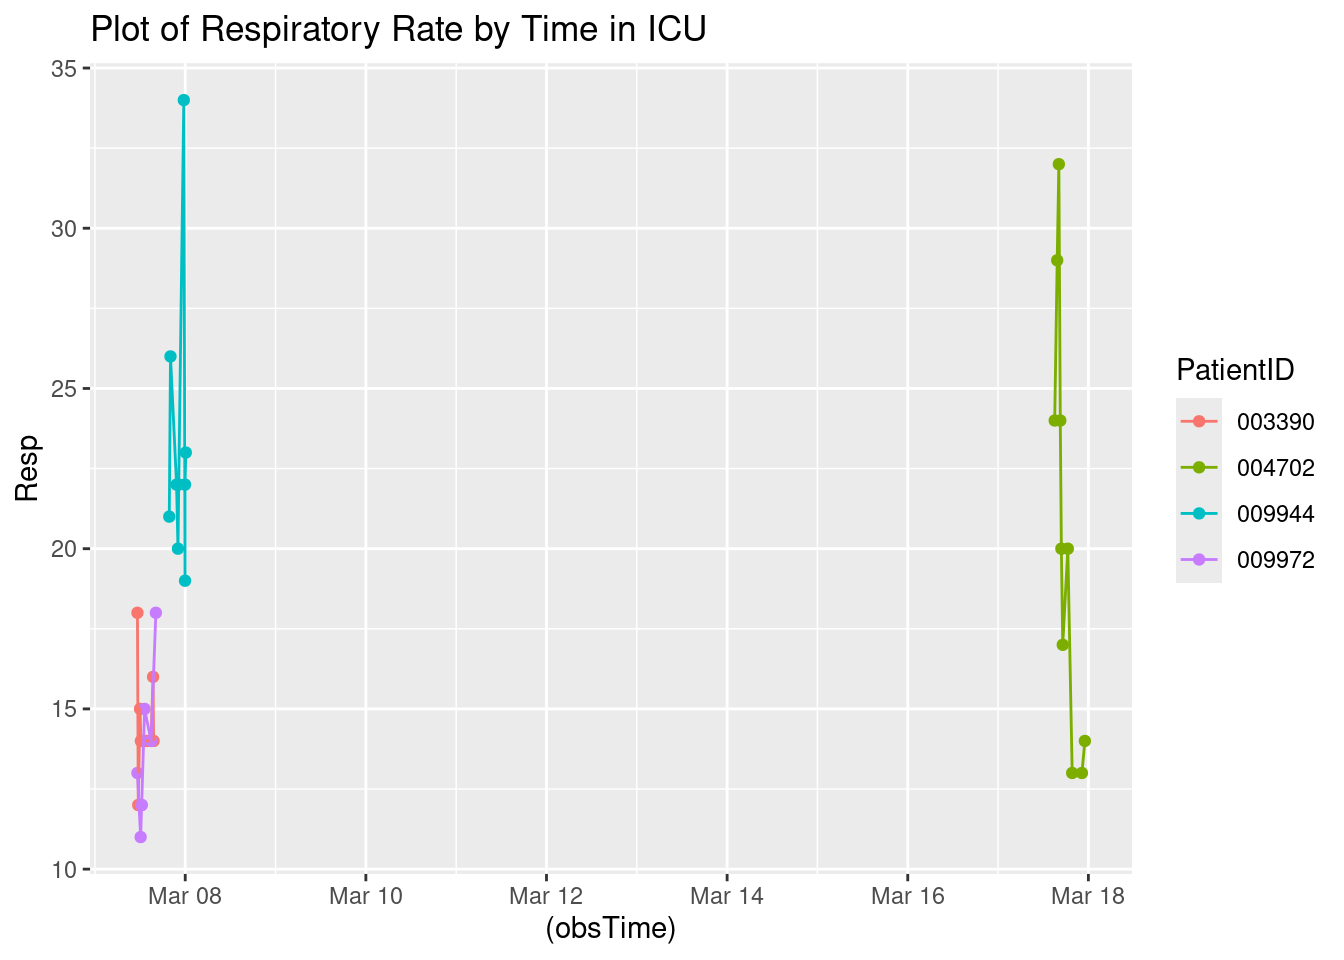 Plot of Respiratory Rate by Time in ICU
35
30
25
20
15
10
Resp
Mar 08
Mar 10
Mar 12
Mar 14
Mar 16
Mar 18
(obsTime)
PatientID
003390
004702
009944
009972